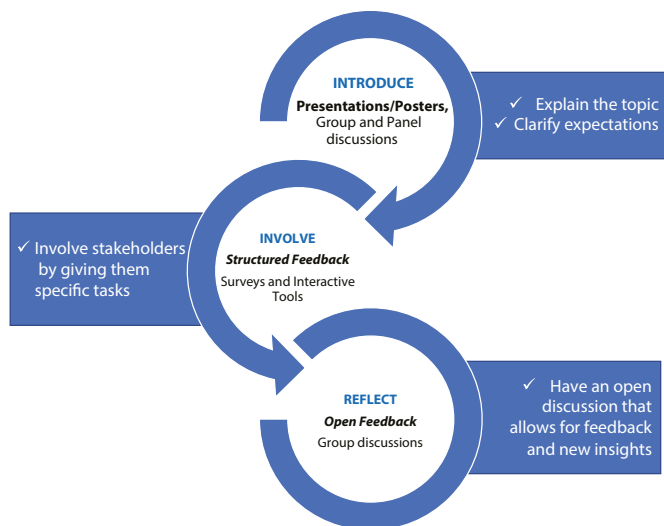 INTRODUCE
Presentations/Posters,
Group and Panel
discussions
✓ Explain the topic
✓ Clarify expectations
INVOLVE
Structured Feedback
Surveys and Interactive
Tools
✓ Involve stakeholders
by giving them
specific tasks
REFLECT
Open Feedback
Group discussions
✓ Have an open
discussion that
allows for feedback
and new insights